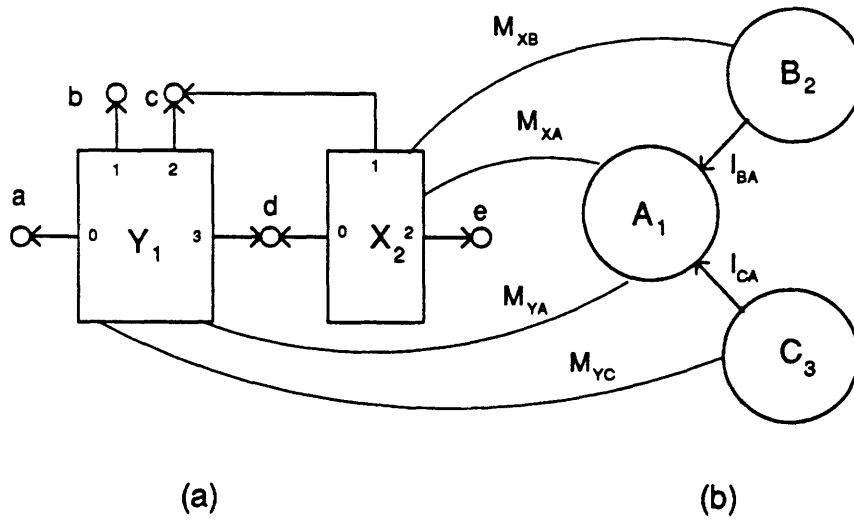 M_XB
B_2
b
c
M_XA
1
2
1
I_BA
a
d
e
A_1
0
Y_1
3
0
X_2
2
I_CA
M_YA
M_YC
C_3
(a)
(b)